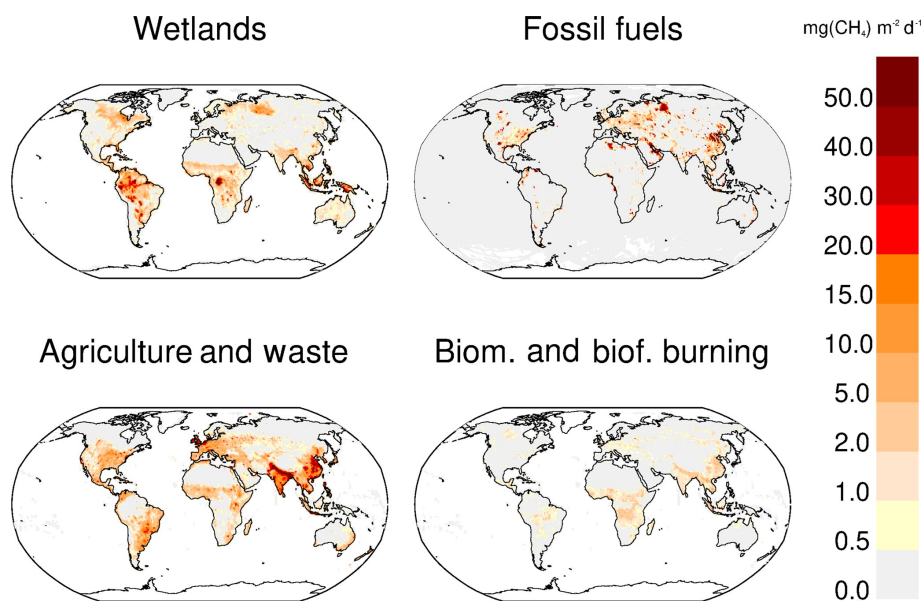 Wetlands
Fossil fuels
mg(CH₄) m⁻² d⁻¹
50.0
40.0
30.0
20.0
15.0
10.0
5.0
2.0
1.0
0.5
0.0
Agriculture and waste
Biom. and biof. burning